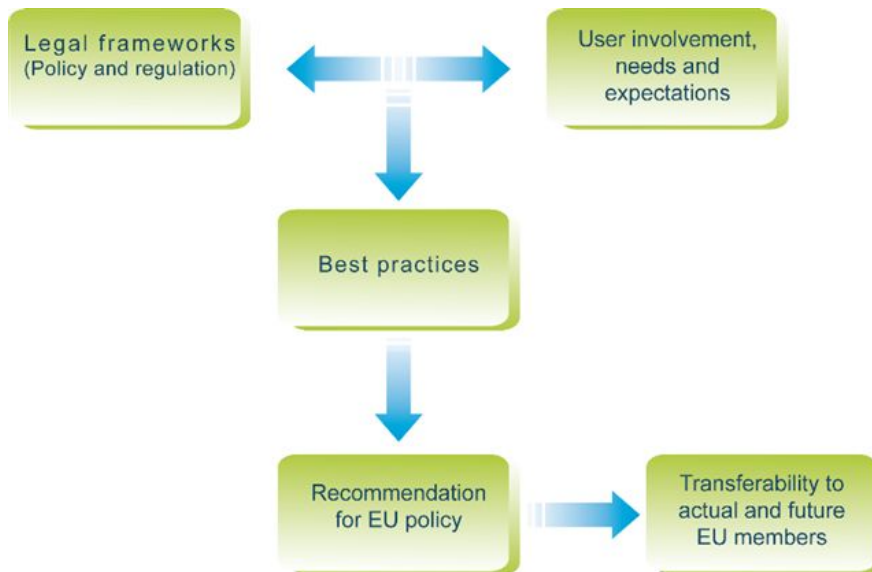 Legal frameworks
(Policy and regulation)
User involvement,
needs and
expectations
Best practices
Recommendation
for EU policy
Transferability to
actual and future
EU members